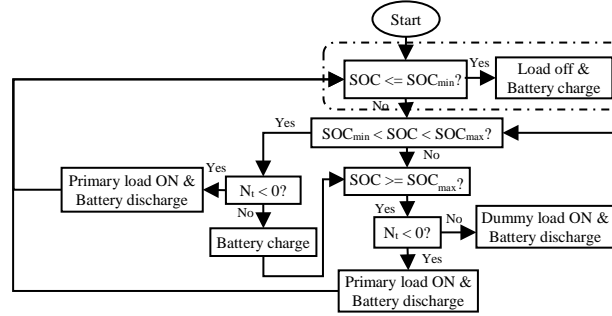 Start
SOC <= SOCmin?
Yes
Load off &
Battery charge
No
SOCmin < SOC < SOCmax?
Yes
No
Primary load ON &
Battery discharge
Yes
Nt < 0?
No
Battery charge
SOC >= SOCmax?
Yes
Nt < 0?
No
Dummy load ON &
Battery discharge
Yes
Primary load ON &
Battery discharge